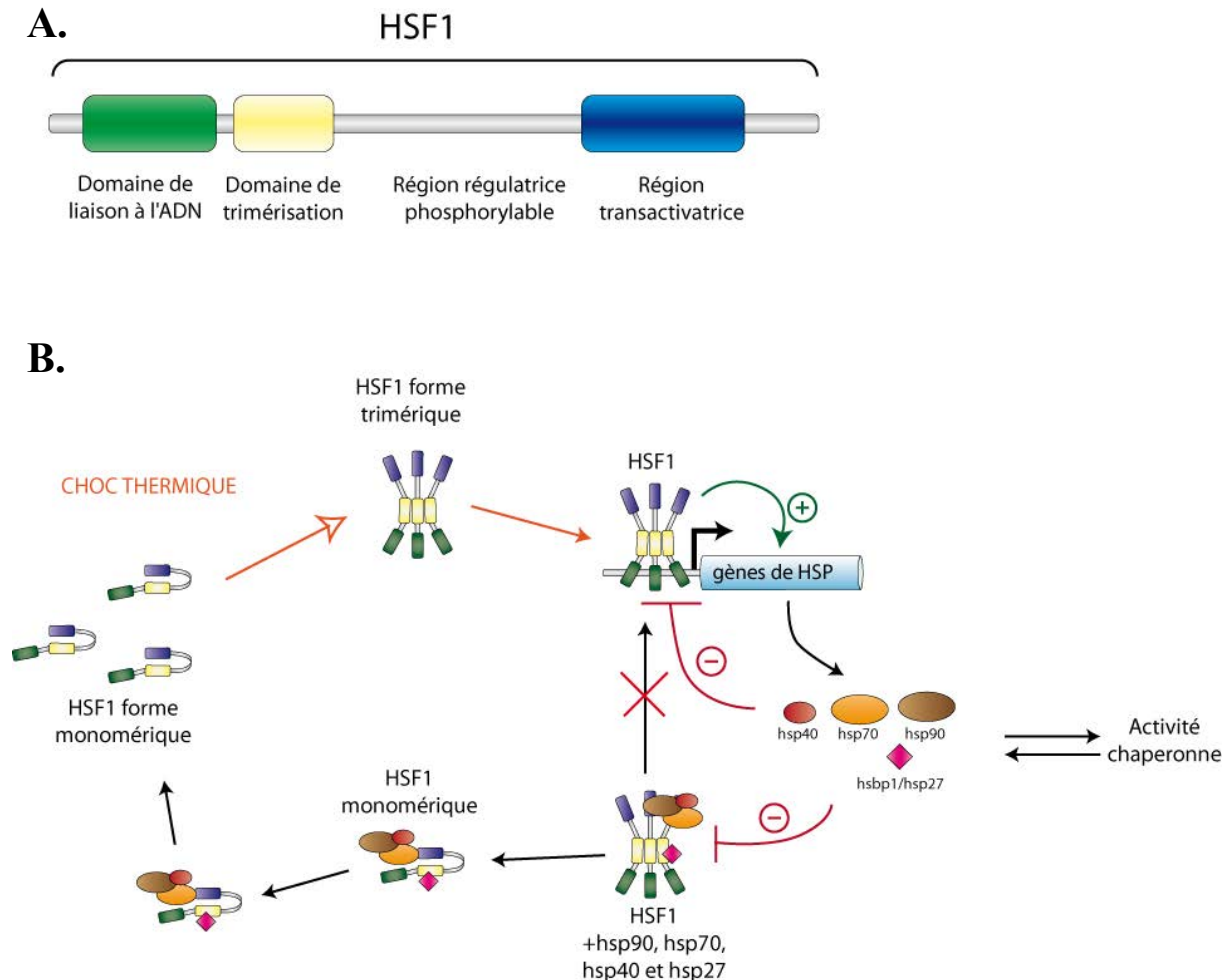 A.
HSF1
Domaine de
liaison à l'ADN
Domaine de
trimérisation
Région régulatrice
phosphorylable
Région
transactivatrice
B.
HSF1 forme
trimérique
CHOC THERMIQUE
HSF1
+
gènes de HSP
−
hsp40
hsp70
hsp90
hsbp1/hsp27
Activité
chaperonne
HSF1 forme
monomérique
HSF1
monomérique
−
HSF1
+hsp90, hsp70,
hsp40 et hsp27